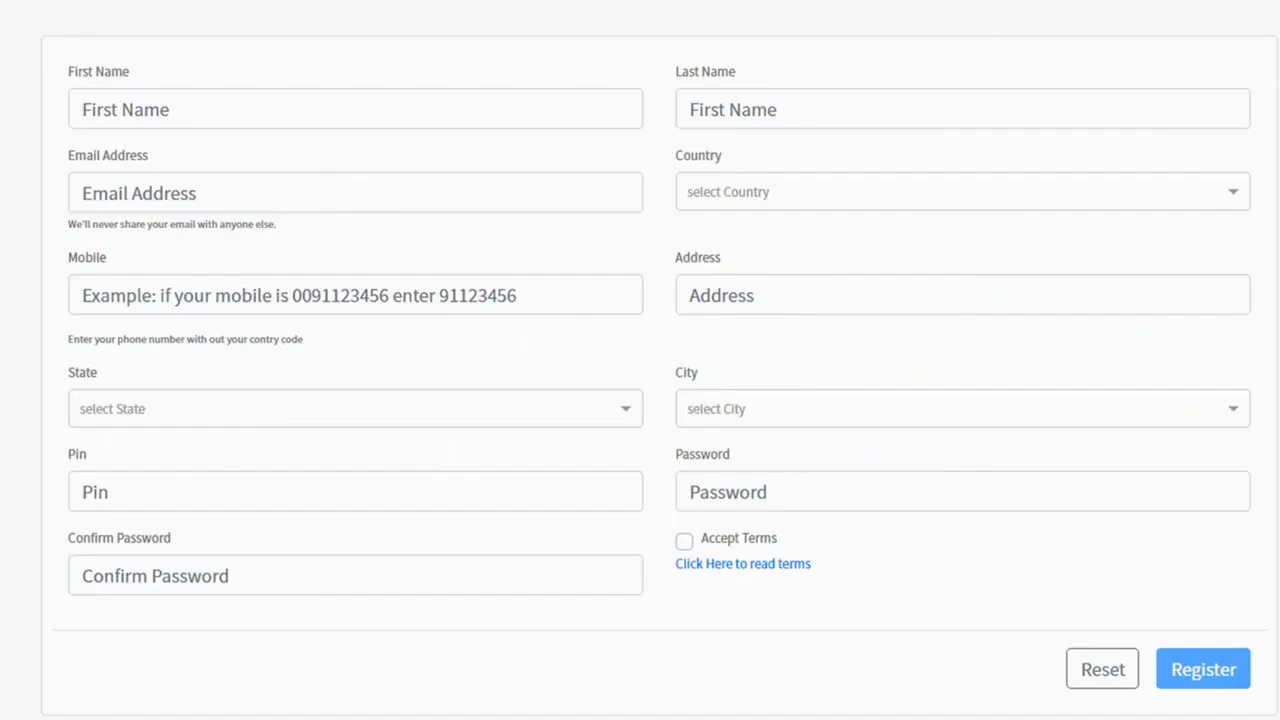 First Name
Last Name
First Name
First Name
Email Address
Country
Email Address
select Country
We'll never share your email with anyone else.
Mobile
Address
Example: if your mobile is 0091123456 enter 91123456
Address
Enter your phone number with out your contry code
State
City
select State
select City
Pin
Password
Pin
Password
Confirm Password
Accept Terms
Click Here to read terms
Confirm Password
Reset
Register